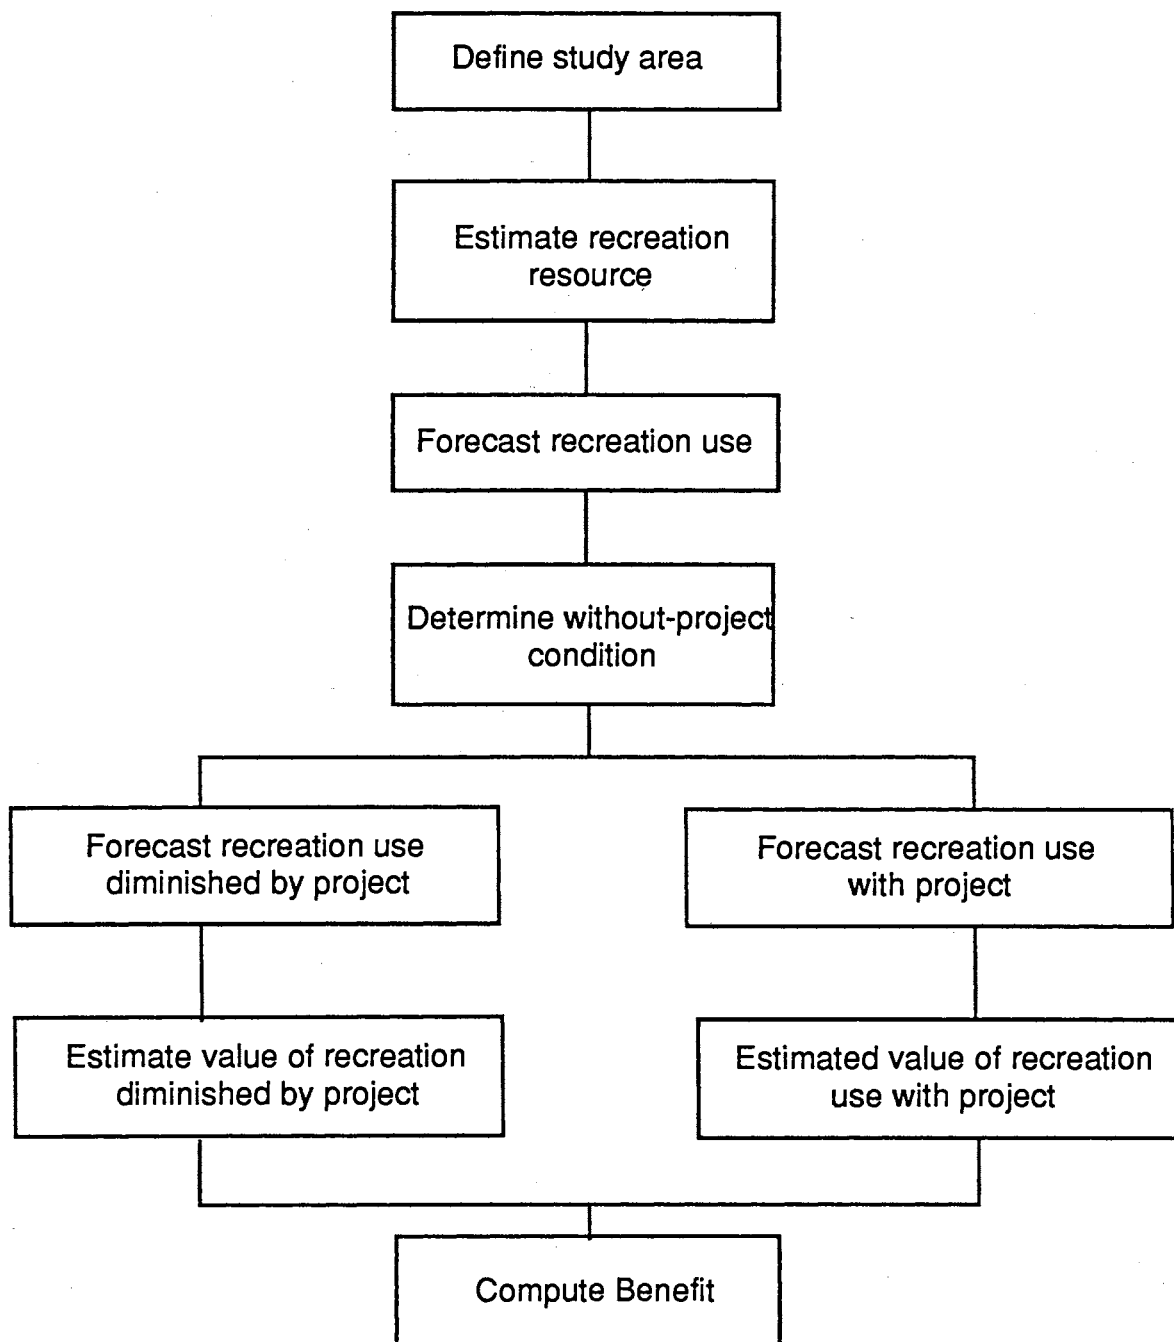 Define study area
Estimate recreation
resource
Forecast recreation use
Determine without-project
condition
Forecast recreation use
diminished by project
Forecast recreation use
with project
Estimate value of recreation
diminished by project
Estimated value of recreation
use with project
Compute Benefit